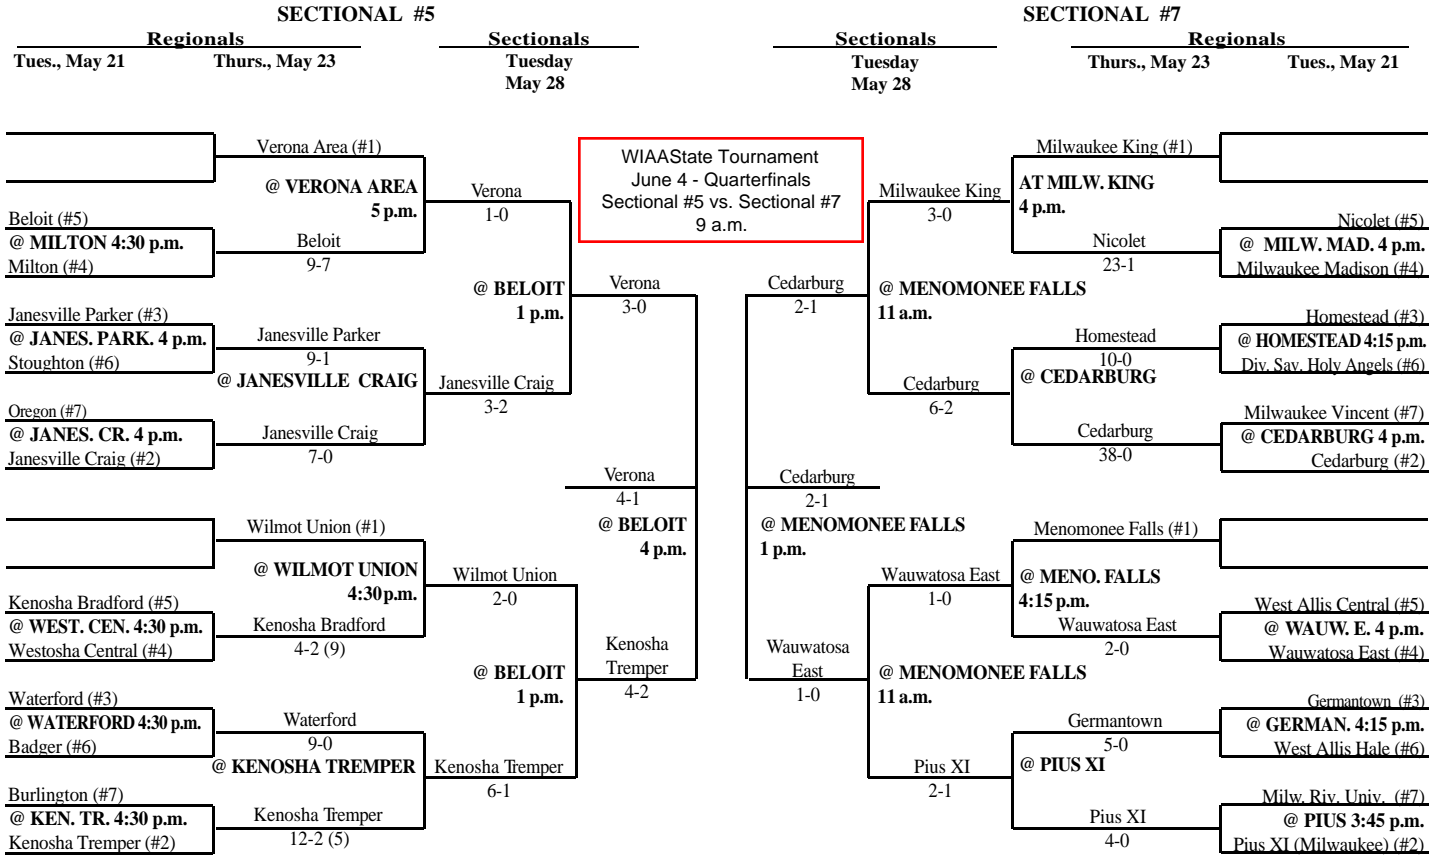 SECTIONAL #5
Regionals
Sectionals
Tues., May 21
Thurs., May 23
Tuesday
May 28
Verona Area (#1)
@ VERONA AREA
5 p.m.
Verona
1-0
Beloit (#5)
@ MILTON 4:30 p.m.
Milton (#4)
Beloit
9-7
@ BELOIT
1 p.m.
Verona
3-0
Janesville Parker (#3)
@ JANES. PARK. 4 p.m.
Stoughton (#6)
Janesville Parker
9-1
@ JANESVILLE CRAIG
Janesville Craig
3-2
Oregon (#7)
@ JANES. CR. 4 p.m.
Janesville Craig (#2)
Janesville Craig
7-0
Verona
4-1
@ BELOIT
4 p.m.
Wilmot Union (#1)
@ WILMOT UNION
4:30 p.m.
Wilmot Union
2-0
Kenosha Bradford (#5)
@ WEST. CEN. 4:30 p.m.
Westosha Central (#4)
Kenosha Bradford
4-2 (9)
@ BELOIT
1 p.m.
Kenosha
Tremper
4-2
Waterford (#3)
@ WATERFORD 4:30 p.m.
Badger (#6)
Waterford
9-0
@ KENOSHA TREMPER
Kenosha Tremper
6-1
Burlington (#7)
@ KEN. TR. 4:30 p.m.
Kenosha Tremper (#2)
Kenosha Tremper
12-2 (5)
WIAAState Tournament
June 4 - Quarterfinals
Sectional #5 vs. Sectional #7
9 a.m.
SECTIONAL #7
Sectionals
Regionals
Tuesday
May 28
Thurs., May 23
Tues., May 21
Milwaukee King (#1)
AT MILW. KING
4 p.m.
Milwaukee King
3-0
Nicolet (#5)
@ MILW. MAD. 4 p.m.
Milwaukee Madison (#4)
Nicolet
23-1
Cedarburg
2-1
@ MENOMONEE FALLS
11 a.m.
Homestead (#3)
@ HOMESTEAD 4:15 p.m.
Div. Sav. Holy Angels (#6)
Homestead
10-0
@ CEDARBURG
Cedarburg
6-2
Milwaukee Vincent (#7)
@ CEDARBURG 4 p.m.
Cedarburg (#2)
Cedarburg
38-0
Cedarburg
2-1
@ MENOMONEE FALLS
1 p.m.
Menomonee Falls (#1)
@ MENO. FALLS
4:15 p.m.
Wauwatosa East
1-0
West Allis Central (#5)
@ WAUW. E. 4 p.m.
Wauwatosa East (#4)
Wauwatosa East
2-0
Wauwatosa
East
1-0
@ MENOMONEE FALLS
11 a.m.
Germantown (#3)
@ GERMAN. 4:15 p.m.
West Allis Hale (#6)
Germantown
5-0
@ PIUS XI
Pius XI
2-1
Milw. Riv. Univ. (#7)
@ PIUS 3:45 p.m.
Pius XI (Milwaukee) (#2)
Pius XI
4-0